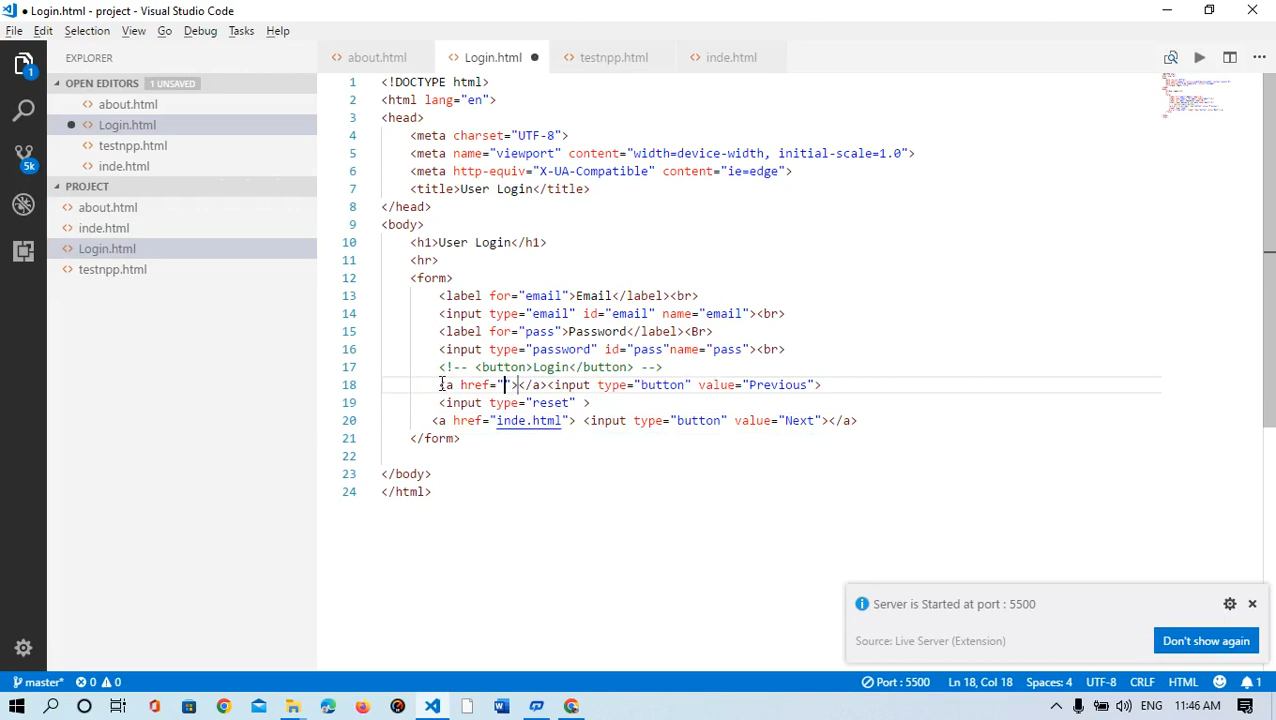 ● Login.html - project - Visual Studio Code
File Edit Selection View Go Debug Tasks Help
EXPLORER
about.html Login.html ● testnpp.html inde.html
OPEN EDITORS 1 UNSAVED
about.html
Login.html
testnpp.html
inde.html
PROJECT
about.html
inde.html
Login.html
testnpp.html
1
5k
1 <!DOCTYPE html>
2 <html lang="en">
3 <head>
4 <meta charset="UTF-8">
5 <meta name="viewport" content="width=device-width, initial-scale=1.0">
6 <meta http-equiv="X-UA-Compatible" content="ie=edge">
7 <title>User Login</title>
8 </head>
9 <body>
10 <h1>User Login</h1>
11 <hr>
12 <form>
13 <label for="email">Email</label><br>
14 <input type="email" id="email" name="email"><br>
15 <label for="pass">Password</label><Br>
16 <input type="password" id="pass"name="pass"><br>
17 <!-- <button>Login</button> -->
18 <a href=""></a><input type="button" value="Previous">
19 <input type="reset" >
20 <a href="inde.html"> <input type="button" value="Next"></a>
21 </form>
22
23 </body>
24 </html>
Server is Started at port : 5500
Source: Live Server (Extension)
Don't show again
master* 0 0 Port : 5500 Ln 18, Col 18 Spaces: 4 UTF-8 CRLF HTML 1
ENG 11:46 AM